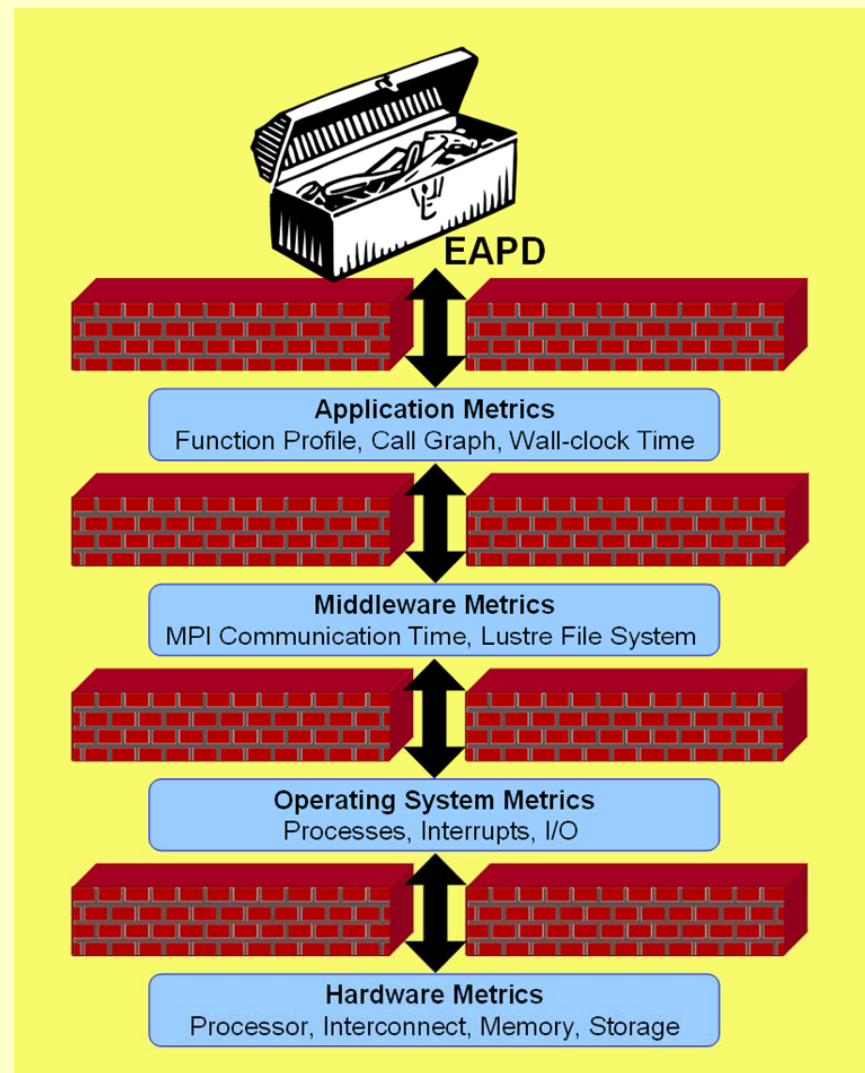 EAPD
Application Metrics
Function Profile, Call Graph, Wall-clock Time
Middleware Metrics
MPI Communication Time, Lustre File System
Operating System Metrics
Processes, Interrupts, I/O
Hardware Metrics
Processor, Interconnect, Memory, Storage